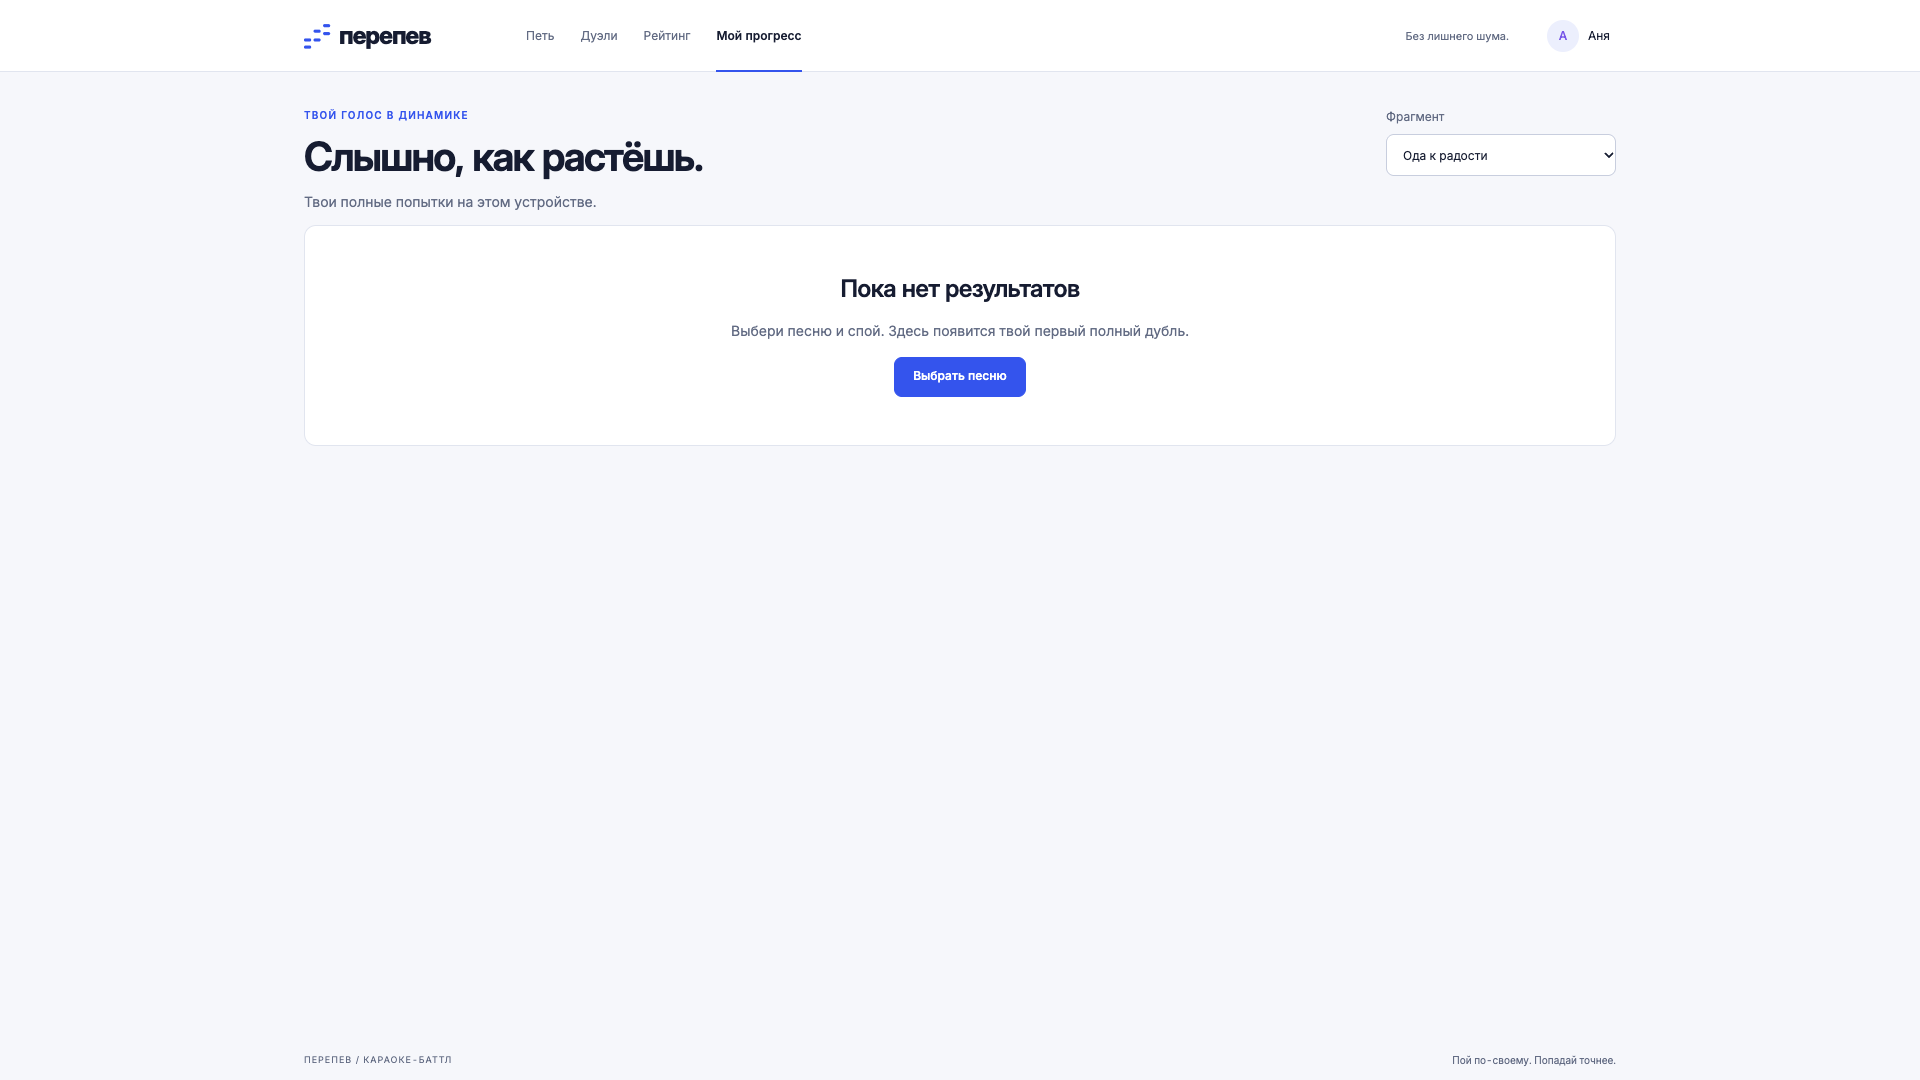 перепев
Петь
Дуэли
Рейтинг
Мой прогресс
Без лишнего шума.
А
Аня
ТВОЙ ГОЛОС В ДИНАМИКЕ
Слышно, как растёшь.
Твои полные попытки на этом устройстве.
Фрагмент
Ода к радости
Пока нет результатов
Выбери песню и спой. Здесь появится твой первый полный дубль.
Выбрать песню
ПЕРЕПЕВ / КАРАОКЕ-БАТТЛ
Пой по-своему. Попадай точнее.